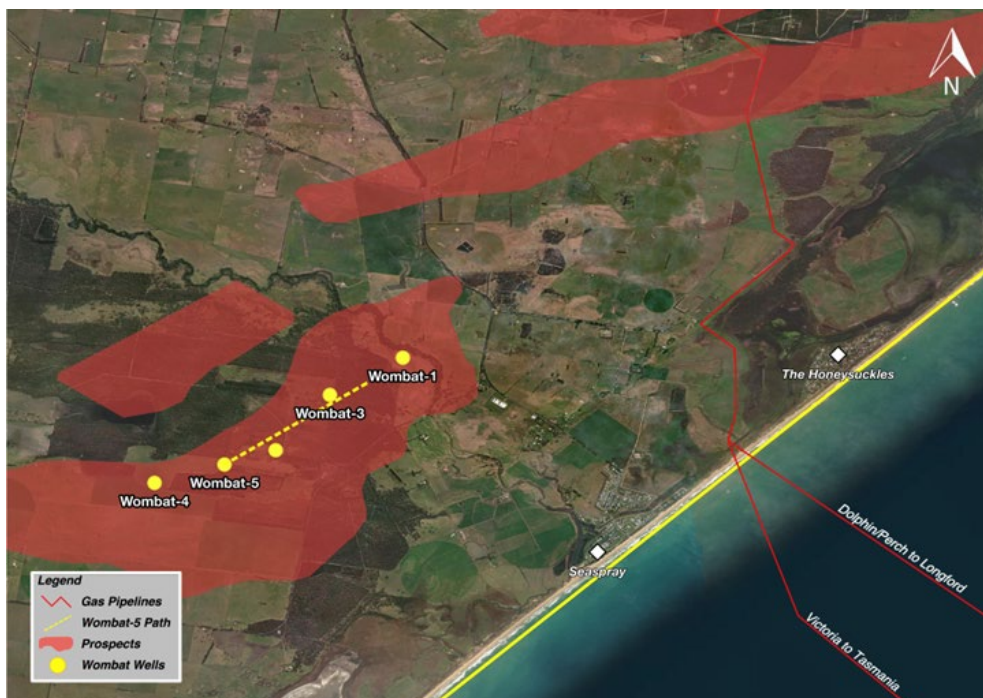 N
The Honeysuckles
Wombat-1
Wombat-3
Wombat-5
Wombat-4
Dolphin/Perch to Longford
Seaspray
Victoria to Tasmania
Legend
Gas Pipelines
Wombat-5 Path
Prospects
Wombat Wells